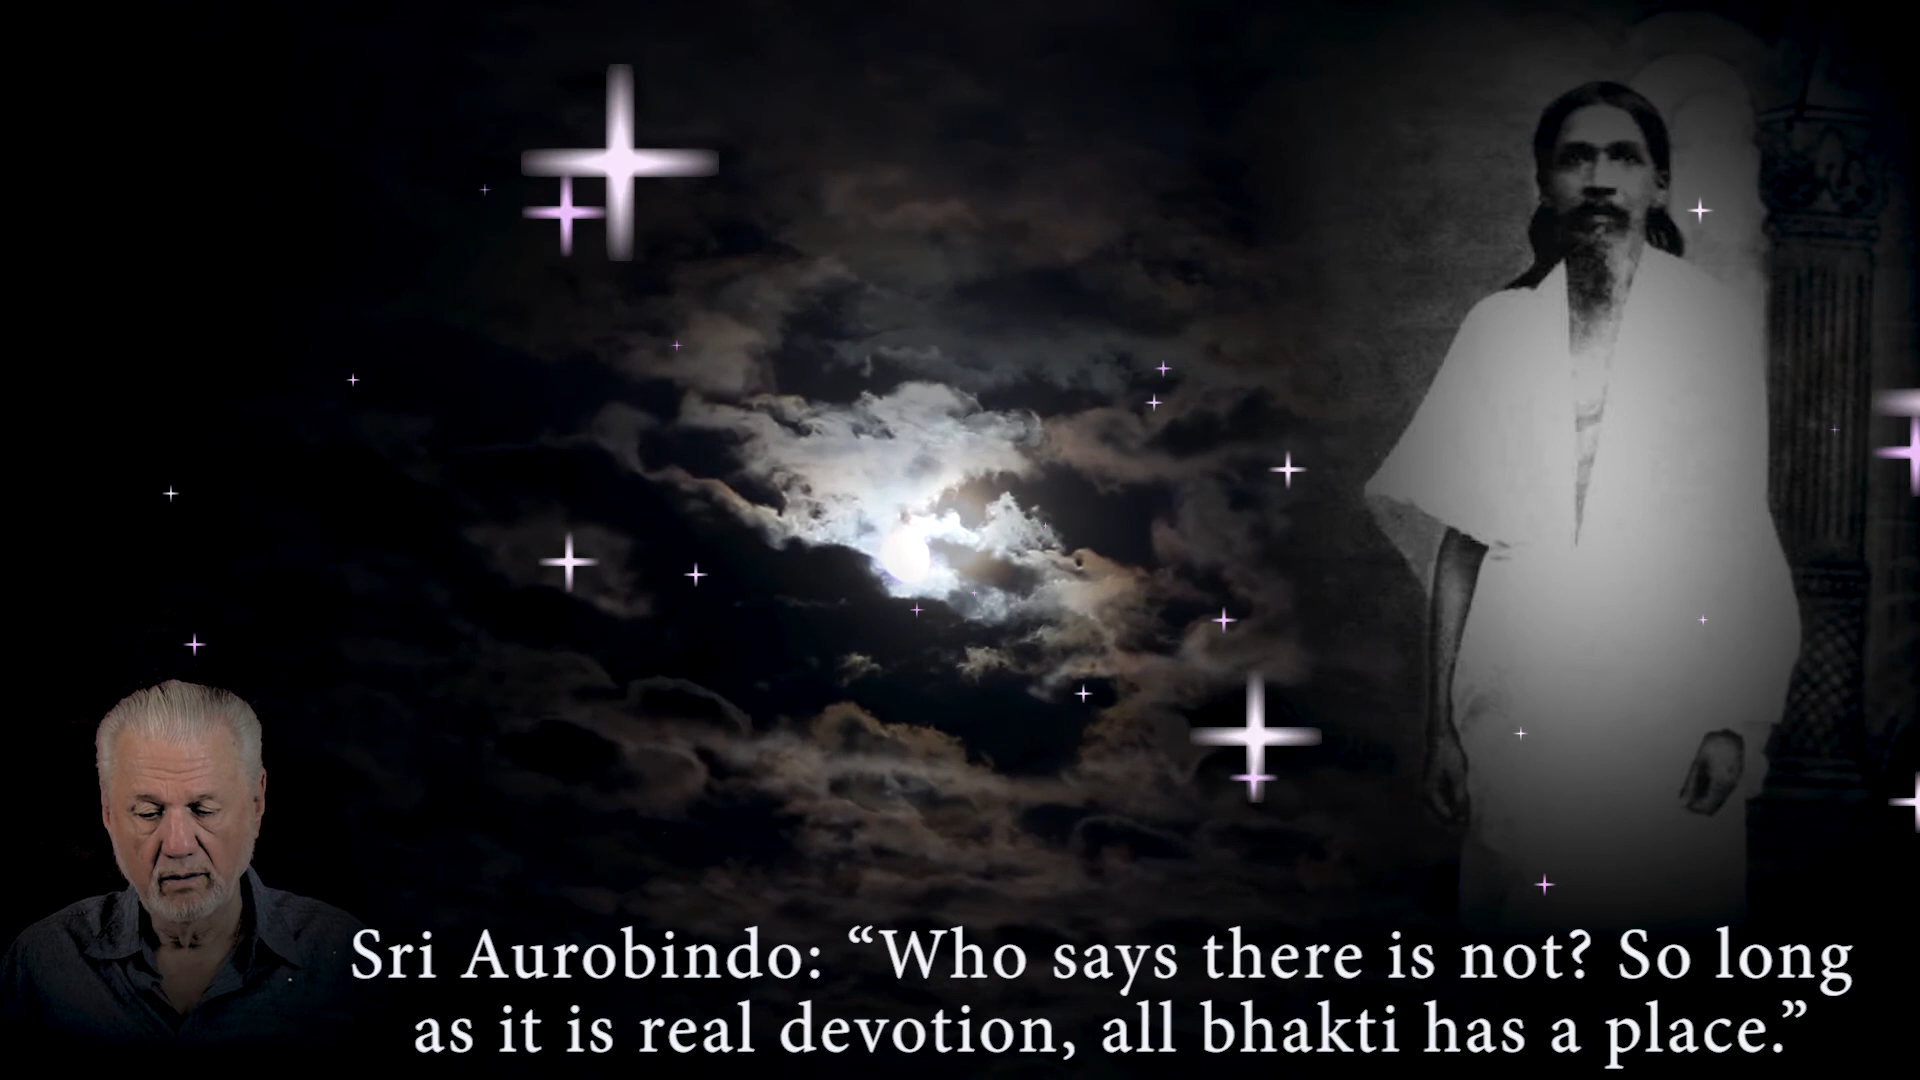 Sri Aurobindo: “Who says there is not? So long
as it is real devotion, all bhakti has a place.”